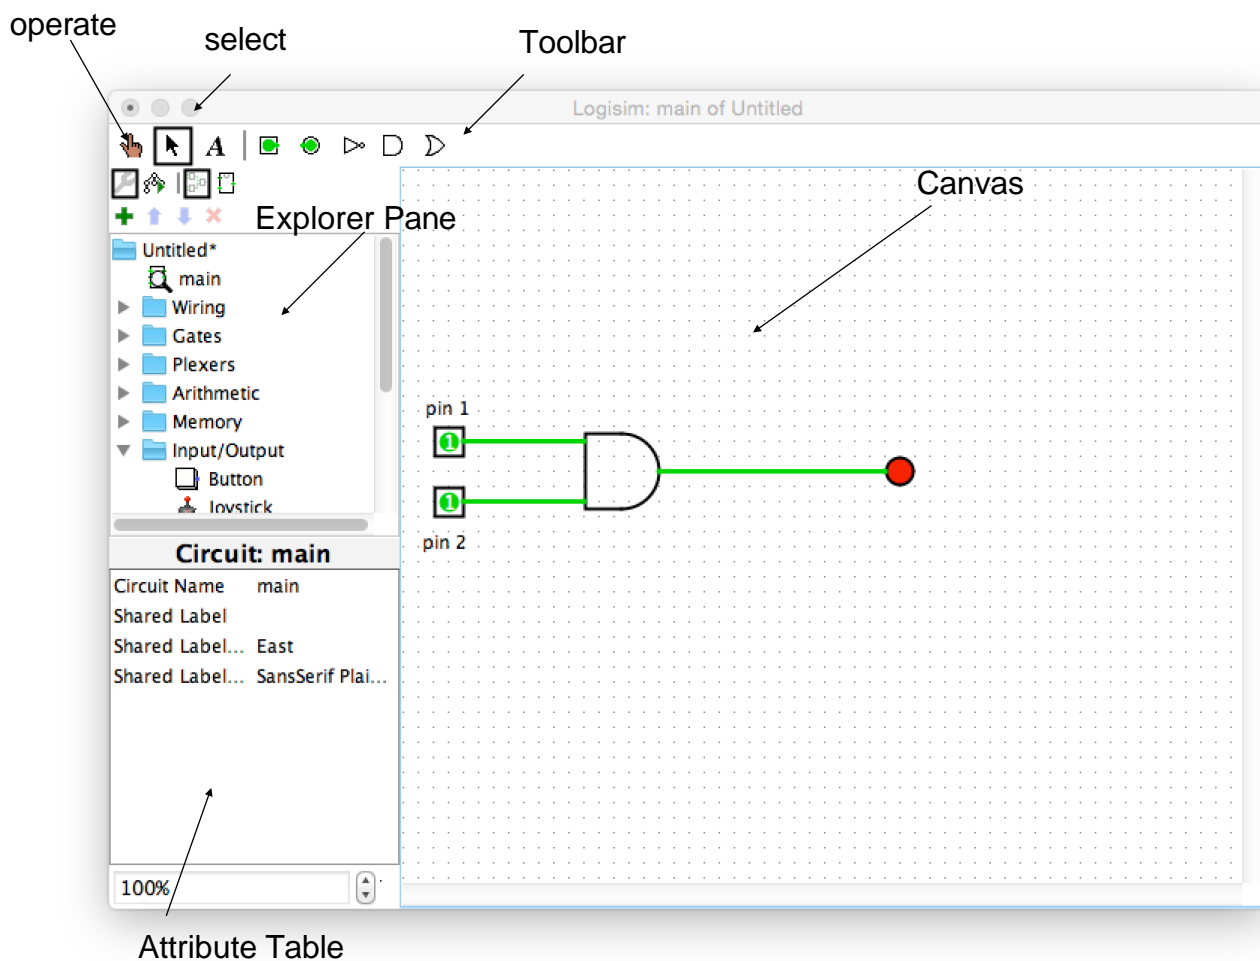 operate
select
Toolbar
Logisim: main of Untitled
A
Canvas
Explorer Pane
Untitled*
main
Wiring
Gates
Plexers
Arithmetic
Memory
Input/Output
Button
Joystick
pin 1
1
1
pin 2
Circuit: main
Circuit Name main
Shared Label
Shared Label... East
Shared Label... SansSerif Plai...
100%
Attribute Table